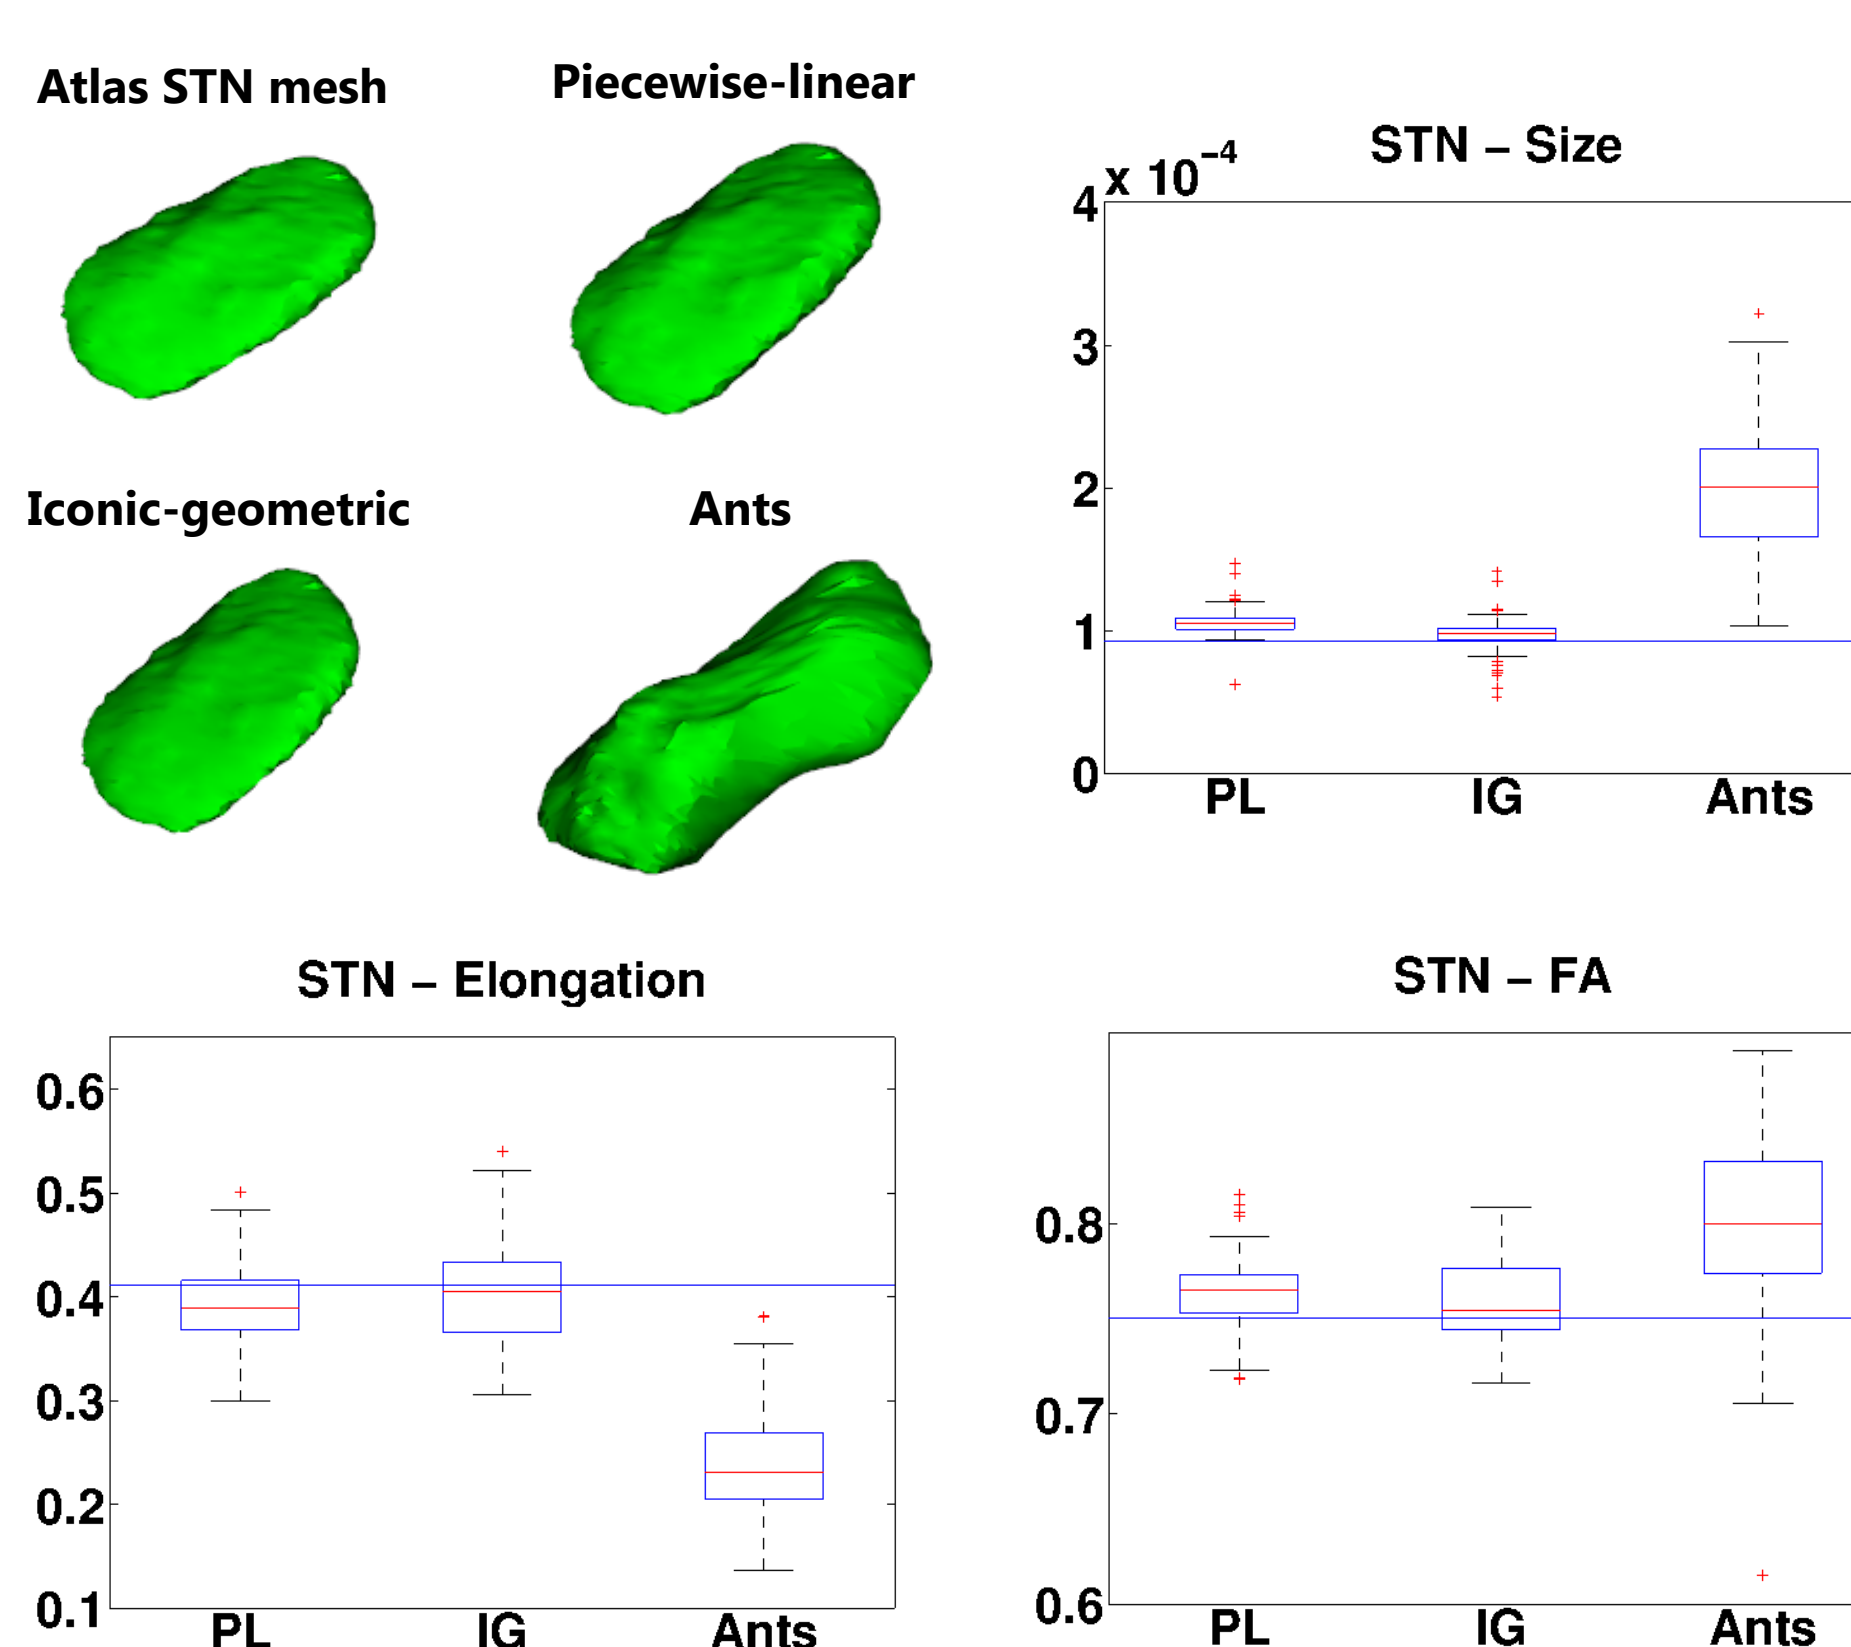 Atlas STN mesh
Piecewise-linear
Iconic-geometric
Ants
STN – Size
x 10⁻⁴
4
3
2
1
0
PL IG Ants
STN – Elongation
0.6
0.5
0.4
0.3
0.2
0.1
PL IG Ants
STN – FA
0.8
0.7
0.6
PL IG Ants